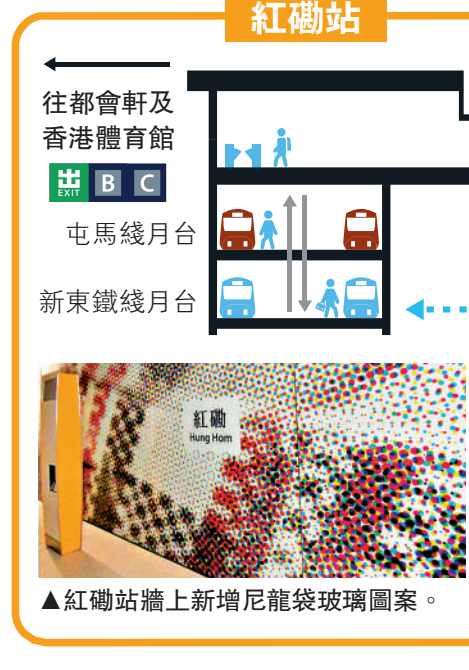 紅磡站
往都會軒及
香港體育館
出 EXIT B C
屯馬綫月台
新東鐵綫月台
紅磡
Hung Hom
▲紅磡站牆上新增尼龍袋玻璃圖案。